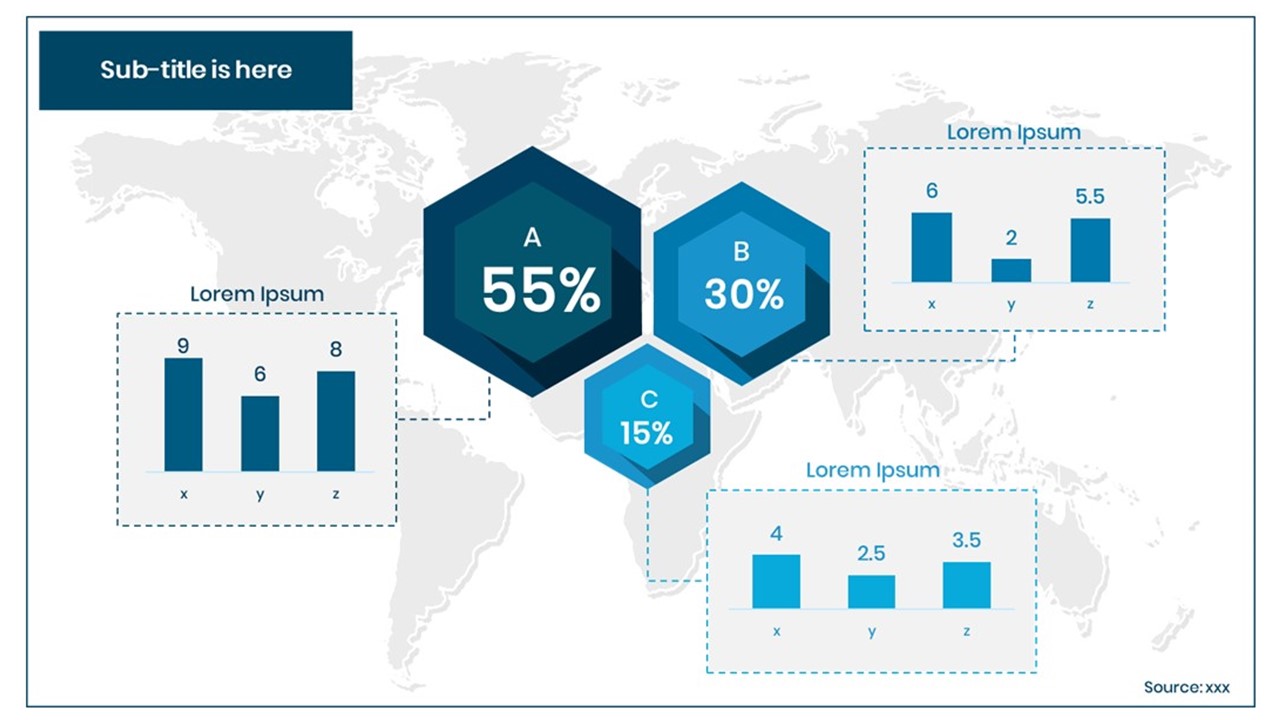 Sub-title is here
Lorem Ipsum
9
6
8
x y z
A
55%
B
30%
C
15%
Lorem Ipsum
6
2
5.5
x y z
Lorem Ipsum
4
2.5
3.5
x y z
Source: xxx